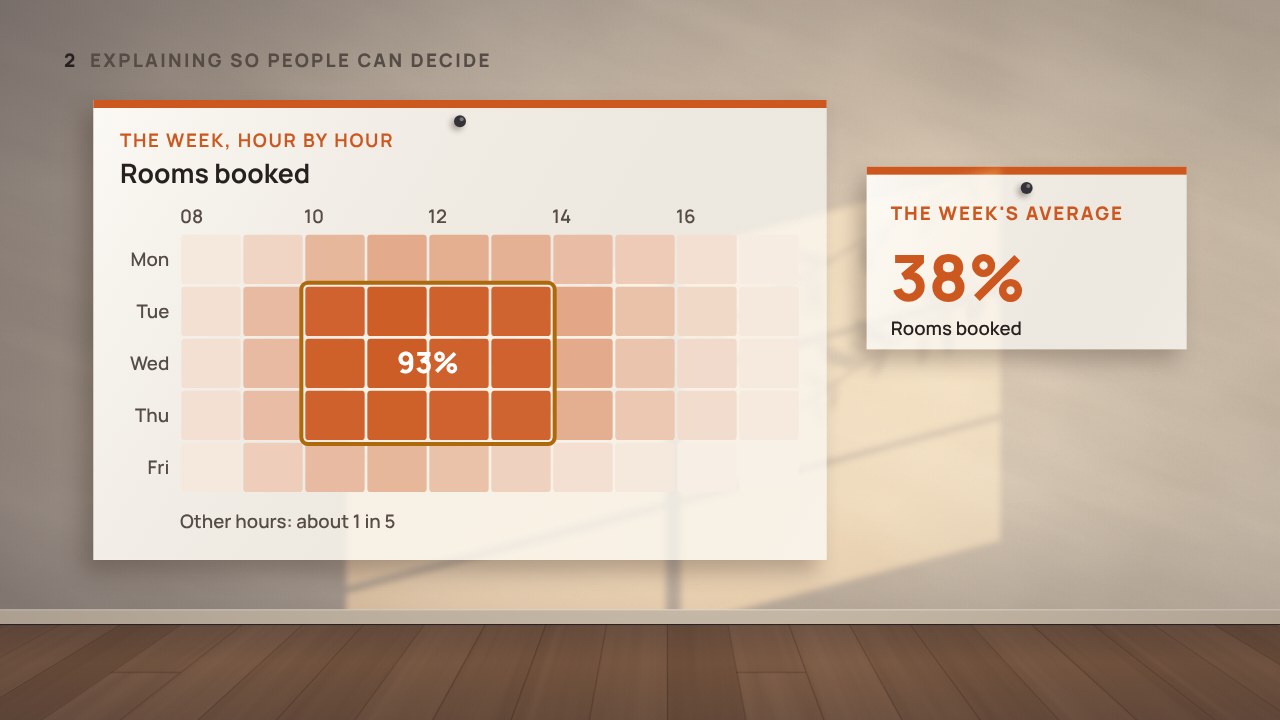 2 EXPLAINING SO PEOPLE CAN DECIDE
THE WEEK, HOUR BY HOUR
Rooms booked
08 10 12 14 16
Mon
Tue
Wed
93%
Thu
Fri
Other hours: about 1 in 5
THE WEEK'S AVERAGE
38%
Rooms booked